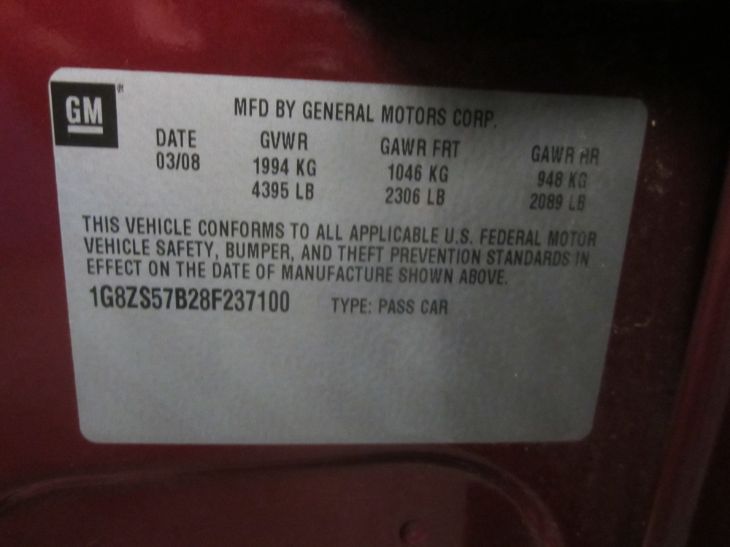 GM®
MFD BY GENERAL MOTORS CORP.
DATE GVWR GAWR FRT GAWR RR
03/08 1994 KG 1046 KG 948 KG
4395 LB 2306 LB 2089 LB
THIS VEHICLE CONFORMS TO ALL APPLICABLE U.S. FEDERAL MOTOR
VEHICLE SAFETY, BUMPER, AND THEFT PREVENTION STANDARDS IN
EFFECT ON THE DATE OF MANUFACTURE SHOWN ABOVE.
1G8ZS57B28F237100 TYPE: PASS CAR